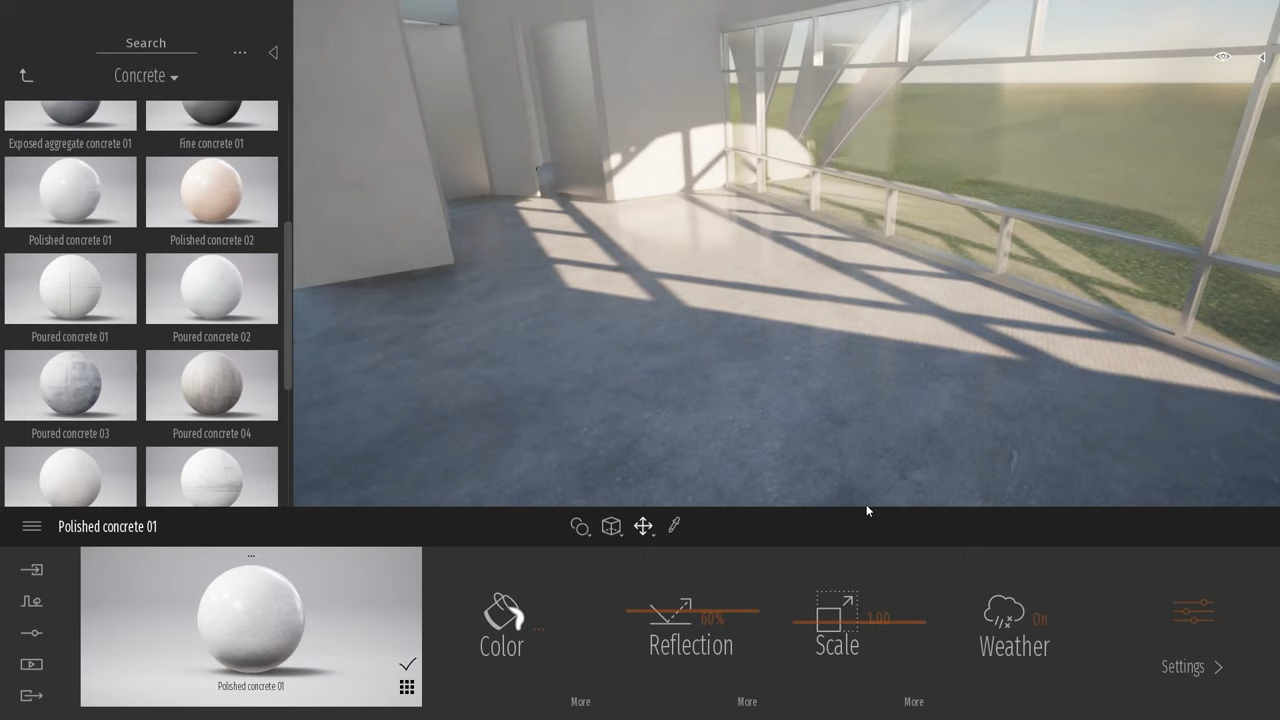 Search
...
Concrete
Exposed aggregate concrete 01
Fine concrete 01
Polished concrete 01
Polished concrete 02
Poured concrete 01
Poured concrete 02
Poured concrete 03
Poured concrete 04
Polished concrete 01
...
Polished concrete 01
Color
...
More
60%
Reflection
More
1.00
Scale
More
On
Weather
Settings